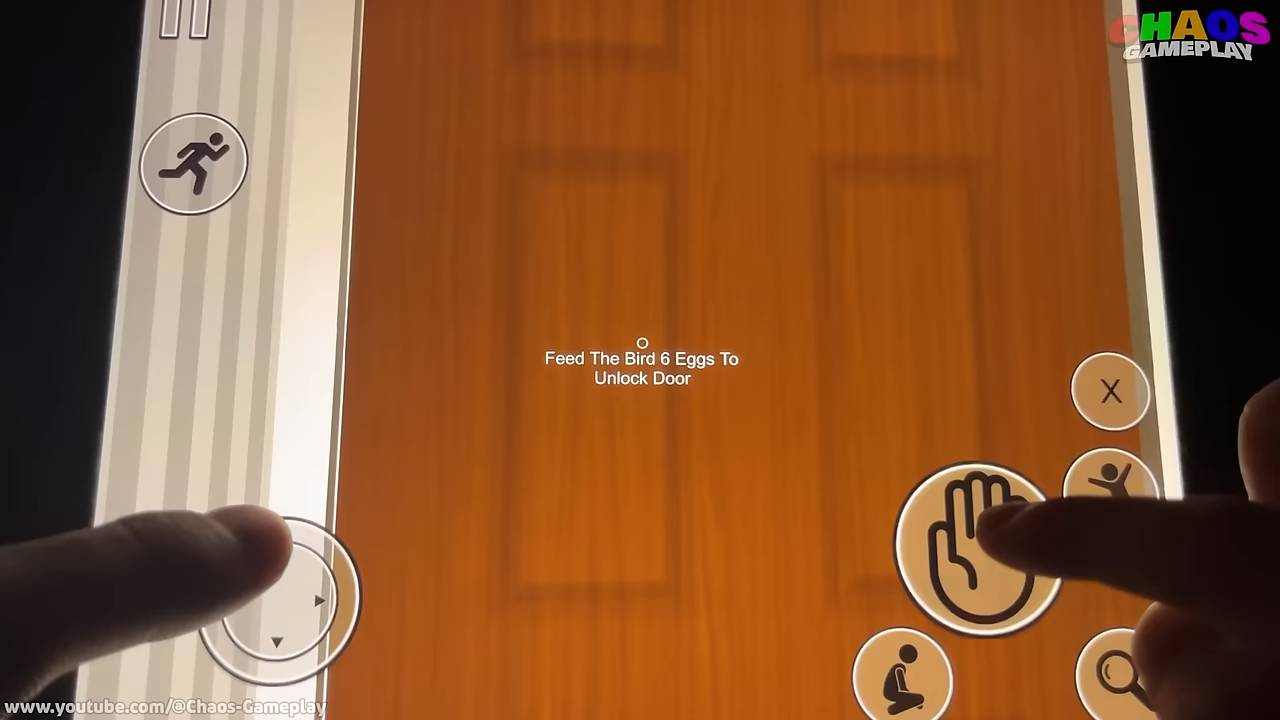 CHAOS
GAMEPLAY
Feed The Bird 6 Eggs To
Unlock Door
X
www.youtube.com/@Chaos-Gameplay